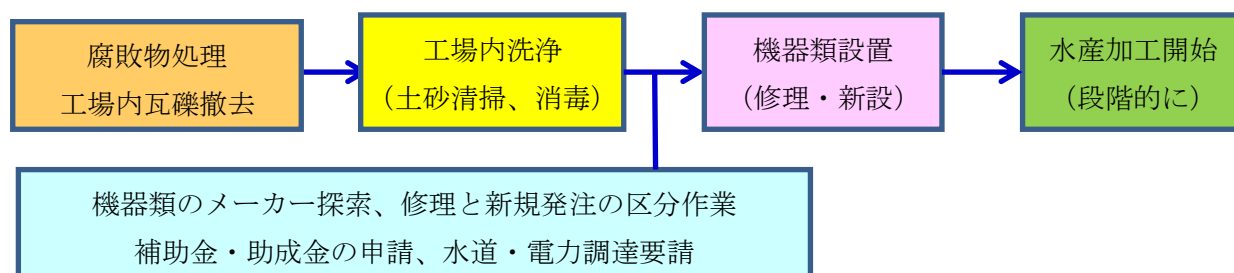 腐敗物処理
工場内瓦礫撤去
工場内洗浄
（土砂清掃、消毒）
機器類設置
（修理・新設）
水産加工開始
（段階的に）
機器類のメーカー探索、修理と新規発注の区分作業
補助金・助成金の申請、水道・電力調達要請